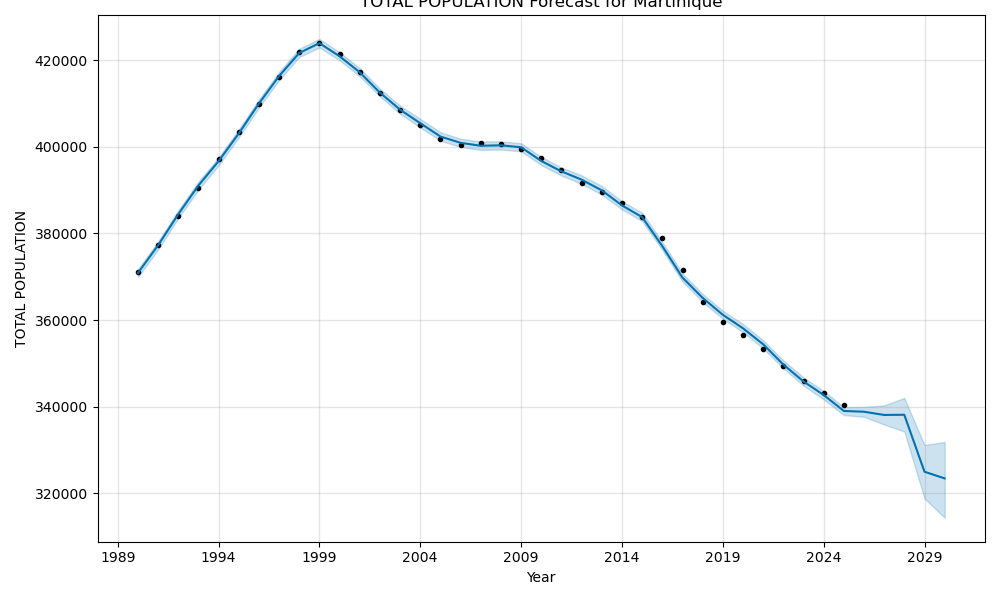 TOTAL POPULATION Forecast for Martinique
420000
400000
380000
360000
340000
320000
TOTAL POPULATION
1989 1994 1999 2004 2009 2014 2019 2024 2029
Year